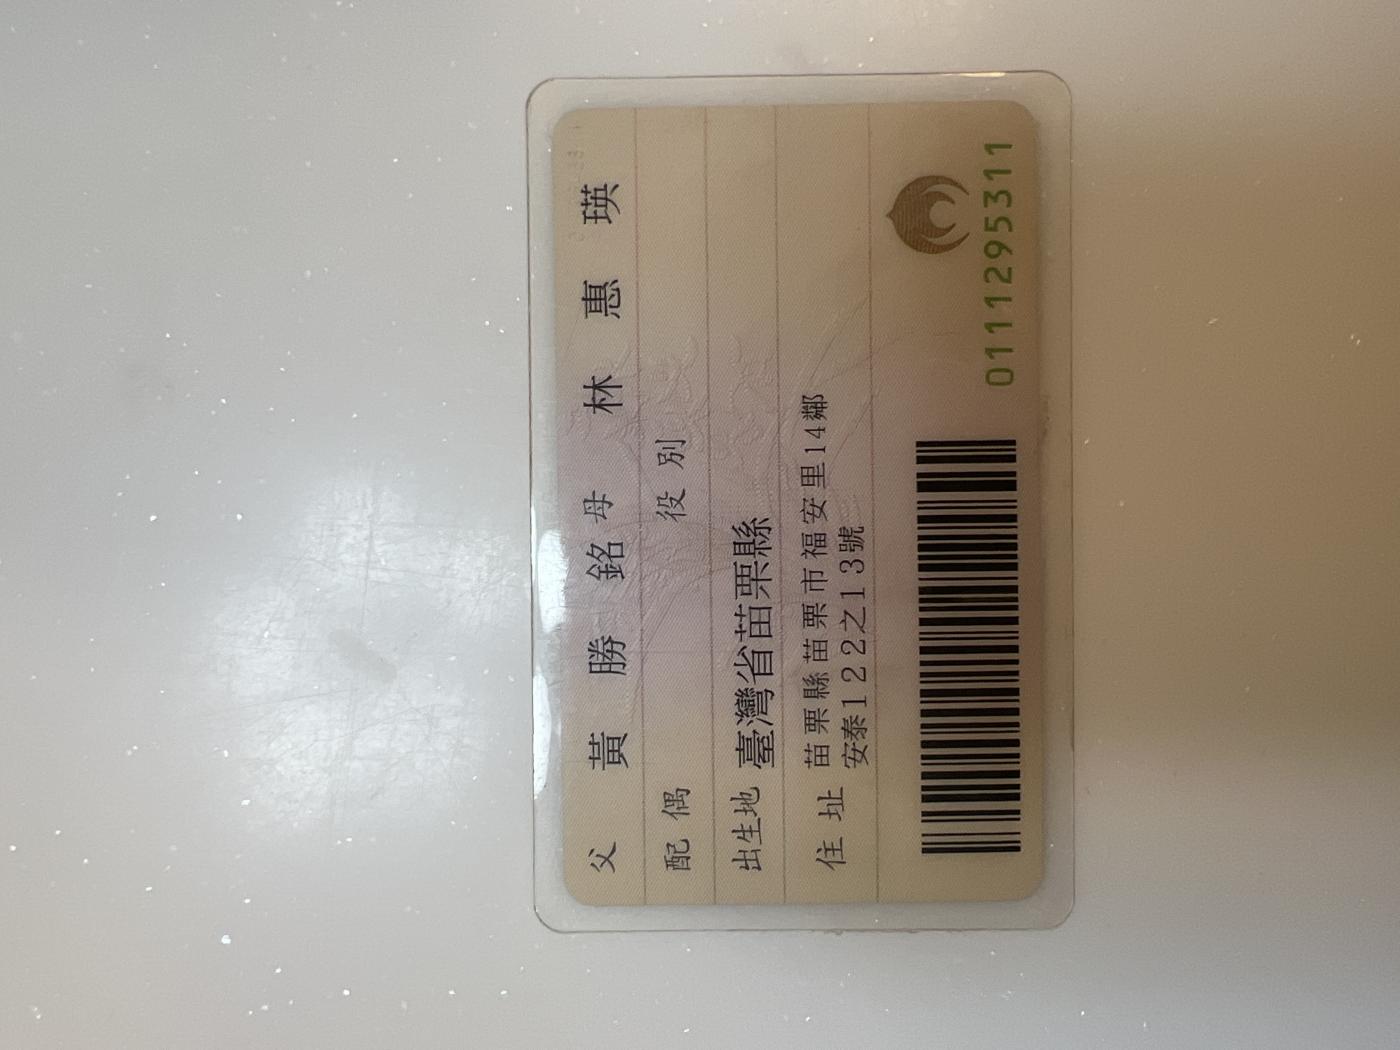 父 黃勝銘 母 林惠瑛
配偶 役別
出生地 臺灣省苗栗縣
住址 苗栗縣苗栗市福安里14鄰
安泰122之13號
0111295311